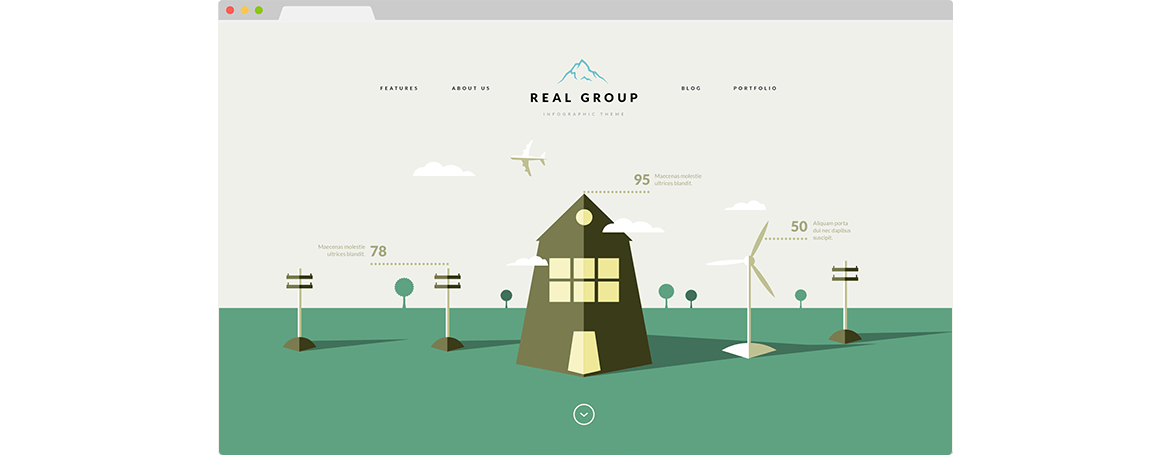 FEATURES
ABOUT US
REAL GROUP
INFOGRAPHIC THEME
BLOG
PORTFOLIO
95
Maecenas molestie
ultrices blandit.
50
Aliquam porta
dui nec dapibus
suscipit.
Maecenas molestie
ultrices blandit.
78